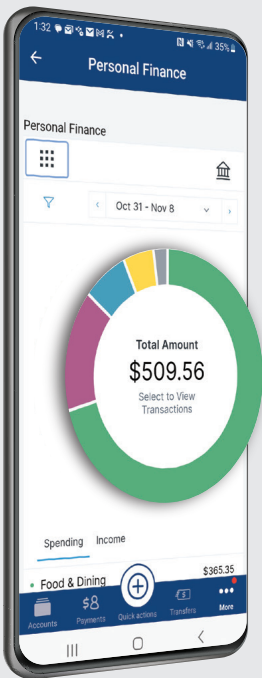 1:32 35%
Personal Finance
Personal Finance
Oct 31 - Nov 8
Total Amount
$509.56
Select to View
Transactions
Spending Income
• Food & Dining $365.35
Accounts Payments Quick actions Transfers More